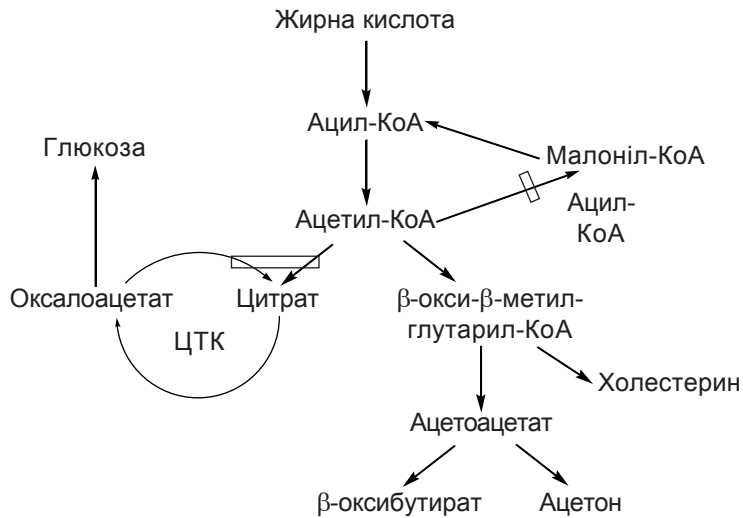 Жирна кислота
Ацил-КоА
Глюкоза
Малоніл-КоА
Ацил-
КоА
Ацетил-КоА
Оксалоацетат
Цитрат
β-окси-β-метил-
глутарил-КоА
ЦТК
Холестерин
Ацетоацетат
β-оксибутират
Ацетон